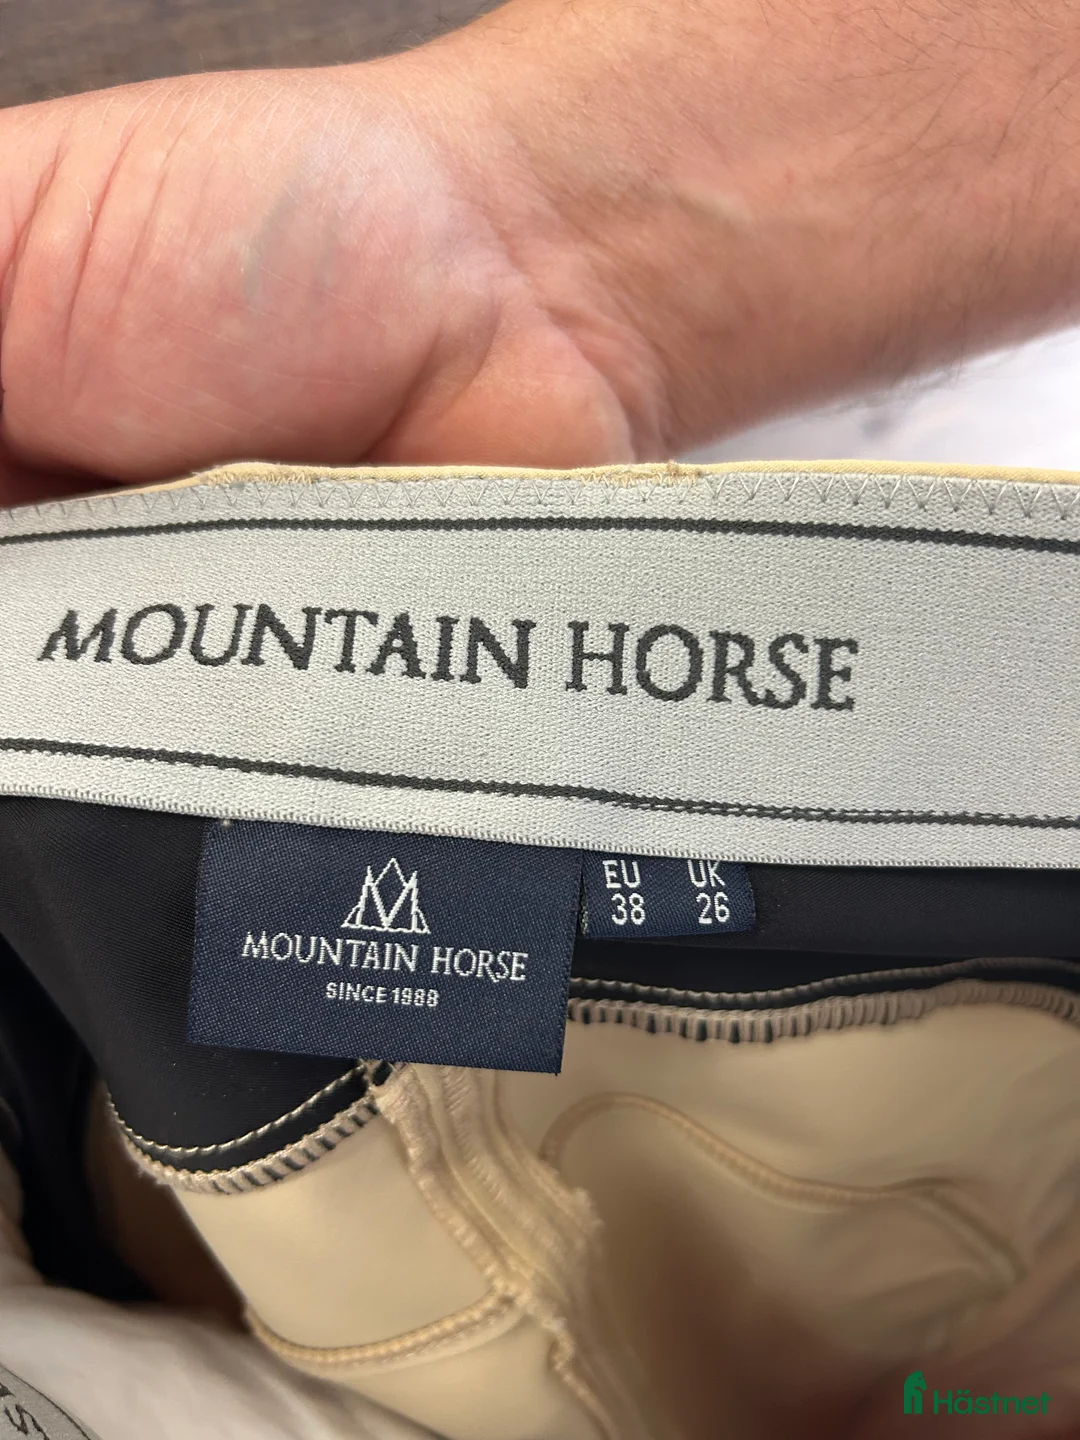 MOUNTAIN HORSE
EU UK
38 26
MOUNTAIN HORSE
SINCE 1988
Hästnet